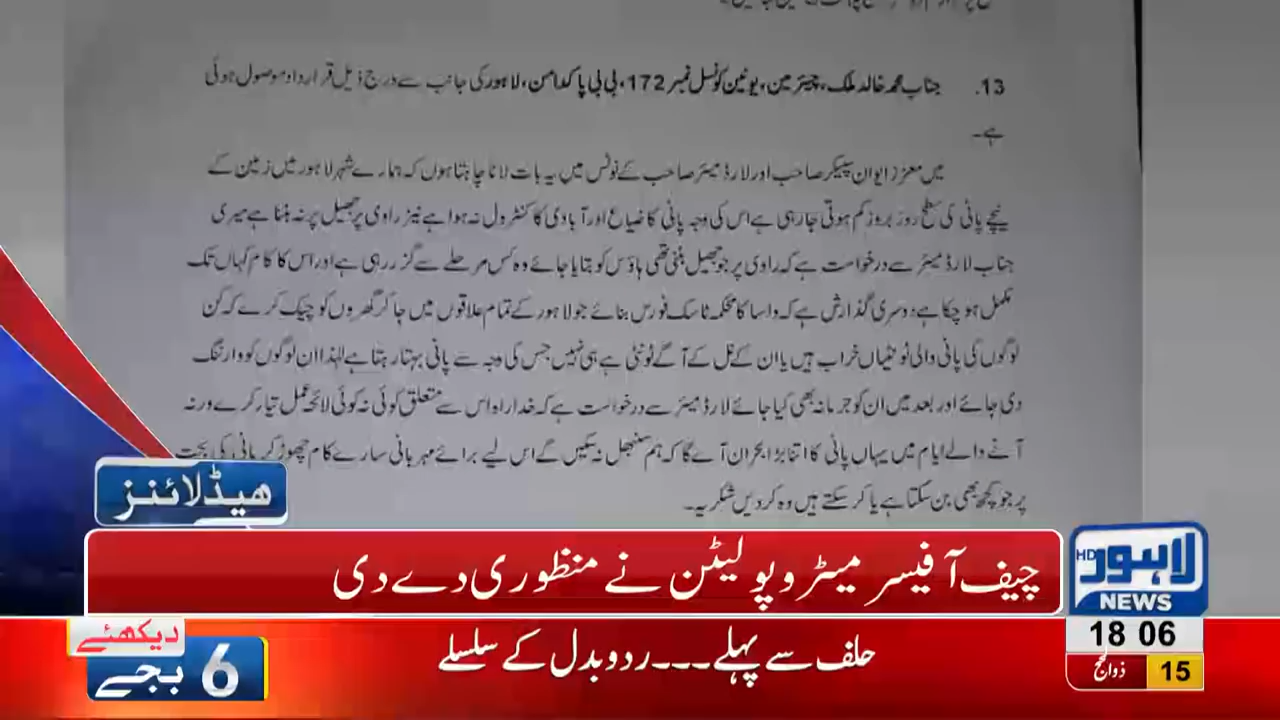 13. جناب محمد خالد ملک، چیئرمین، یونین کونسل نمبر 172، بی بی پاکدامن، لاہور کی جانب سے درج ذیل قرارداد موصول ہوئی
ہے۔
میں معزز ایوان سپیکر صاحب اور لارڈ میئر صاحب کے نوٹس میں یہ بات لانا چاہتا ہوں کہ ہمارے شہر لاہور میں زمین کے
نیچے پانی کی سطح روز بروز کم ہوتی جارہی ہے اس کی وجہ پانی کا ضیاع اور آبادی کا کنٹرول نہ ہوا ہے نیز راوی پر جھیل پر نہ بننا ہے میری
جناب لارڈ میئر سے درخواست ہے کہ راوی پر جو جھیل بننی تھی ہاؤس کو بتایا جائے وہ کس مرحلے سے گزر رہی ہے اور اس کا کام کہاں تک
مکمل ہوچکا ہے، دوسری گذارش ہے کہ واسا کا محکمہ ٹاسک فورس بنائے جو لاہور کے تمام علاقوں میں جا کر گھروں کو چیک کرے کہ کن
لوگوں کی پانی والی ٹونٹیاں خراب ہیں یا ان کے نل کے آگے ٹونٹی ہے ہی نہیں جس کی وجہ سے پانی بہتا رہتا ہے لہٰذا ان لوگوں کو وارننگ
دی جائے اور بعد میں ان کو جرمانہ بھی کیا جائے لارڈ میئر سے درخواست ہے کہ خدارا وہ اس سے متعلق کوئی نہ کوئی لائحہ عمل تیار کرے ورنہ
آنے والے ایام میں یہاں پانی کا اتنا بڑا بحران آئے گا کہ ہم سنبھل نہ سکیں گے اس لیے برائے مہربانی سارے کام چھوڑ کر پانی کی بچت
پر جو کچھ بھی بن سکتا ہے یا کر سکتے ہیں وہ کر دیں شکریہ۔
ہیڈلائنز
چیف آفیسر میٹروپولیٹن نے منظوری دے دی
لاہور HD
NEWS
18 06
15 ذوالحج
دیکھئے
6 بجے
حلف سے پہلے۔۔۔ردوبدل کے سلسلے